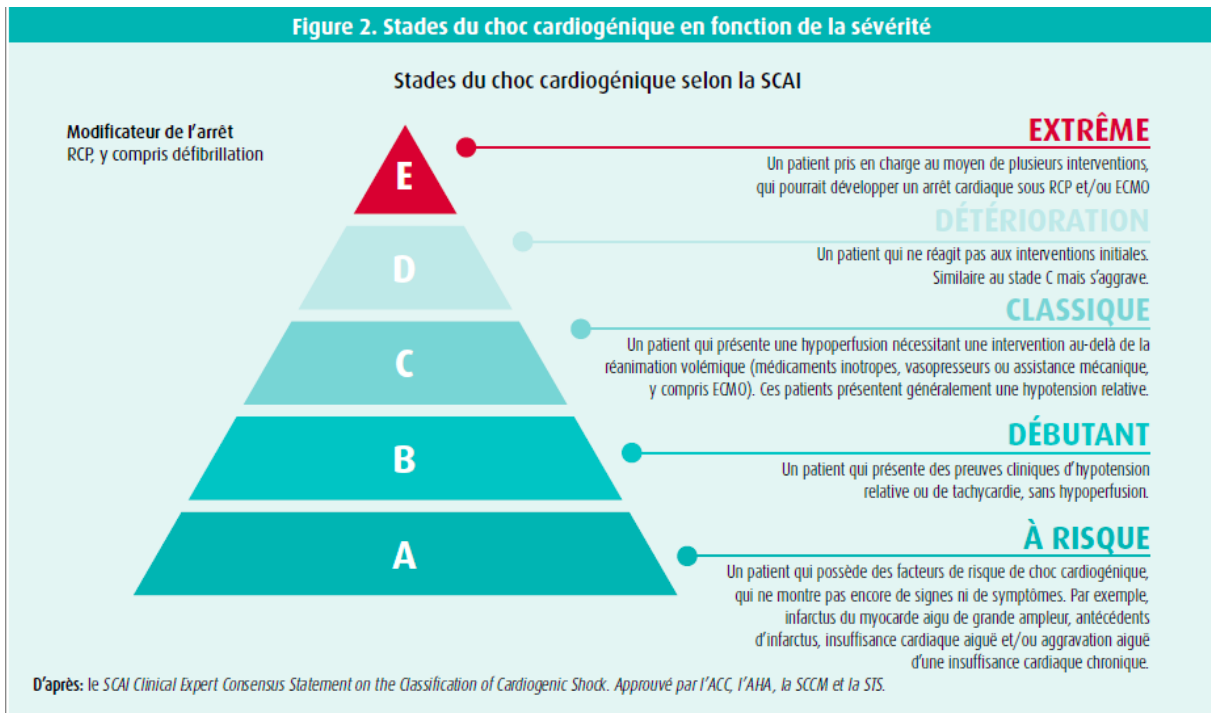 Figure 2. Stades du choc cardiogénique en fonction de la sévérité
Stades du choc cardiogénique selon la SCAI
Modificateur de l'arrêt
RCP, y compris défibrillation
E
EXTRÊME
Un patient pris en charge au moyen de plusieurs interventions,
qui pourrait développer un arrêt cardiaque sous RCP et/ou ECMO
D
DÉTÉRIORATION
Un patient qui ne réagit pas aux interventions initiales.
Similaire au stade C mais s'aggrave.
C
CLASSIQUE
Un patient qui présente une hypoperfusion nécessitant une intervention au-delà de la
réanimation volémique (médicaments inotropes, vasopresseurs ou assistance mécanique,
y compris ECMO). Ces patients présentent généralement une hypotension relative.
B
DÉBUTANT
Un patient qui présente des preuves cliniques d'hypotension
relative ou de tachycardie, sans hypoperfusion.
A
À RISQUE
Un patient qui possède des facteurs de risque de choc cardiogénique,
qui ne montre pas encore de signes ni de symptômes. Par exemple,
infarctus du myocarde aigu de grande ampleur, antécédents
d'infarctus, insuffisance cardiaque aiguë et/ou aggravation aiguë
d'une insuffisance cardiaque chronique.
D'après: le SCAI Clinical Expert Consensus Statement on the Classification of Cardiogenic Shock. Approuvé par l'ACC, l'AHA, la SCCM et la STS.